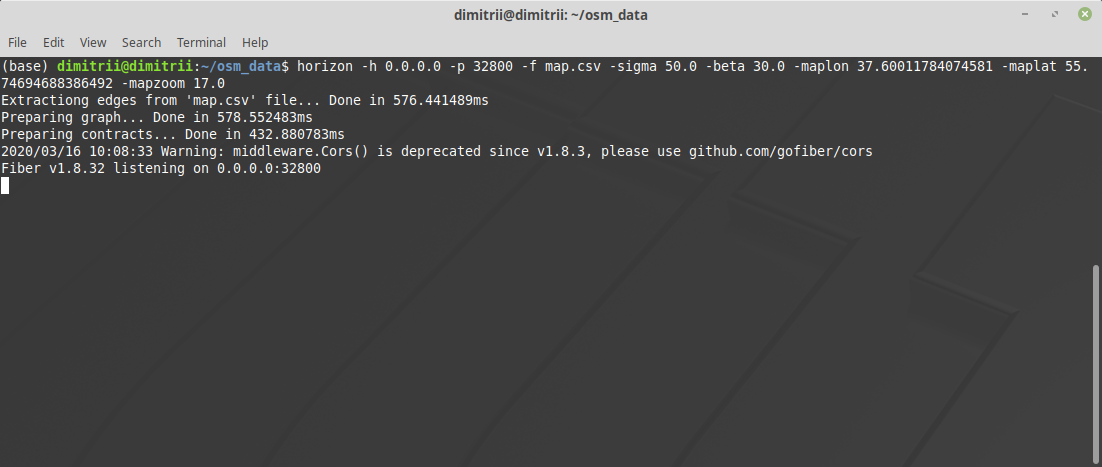 dimitrii@dimitrii: ~/osm_data
File Edit View Search Terminal Help
(base) dimitrii@dimitrii:~/osm_data$ horizon -h 0.0.0.0 -p 32800 -f map.csv -sigma 50.0 -beta 30.0 -maplon 37.60011784074581 -maplat 55.
74694688386492 -mapzoom 17.0
Extractiong edges from 'map.csv' file... Done in 576.441489ms
Preparing graph... Done in 578.552483ms
Preparing contracts... Done in 432.880783ms
2020/03/16 10:08:33 Warning: middleware.Cors() is deprecated since v1.8.3, please use github.com/gofiber/cors
Fiber v1.8.32 listening on 0.0.0.0:32800